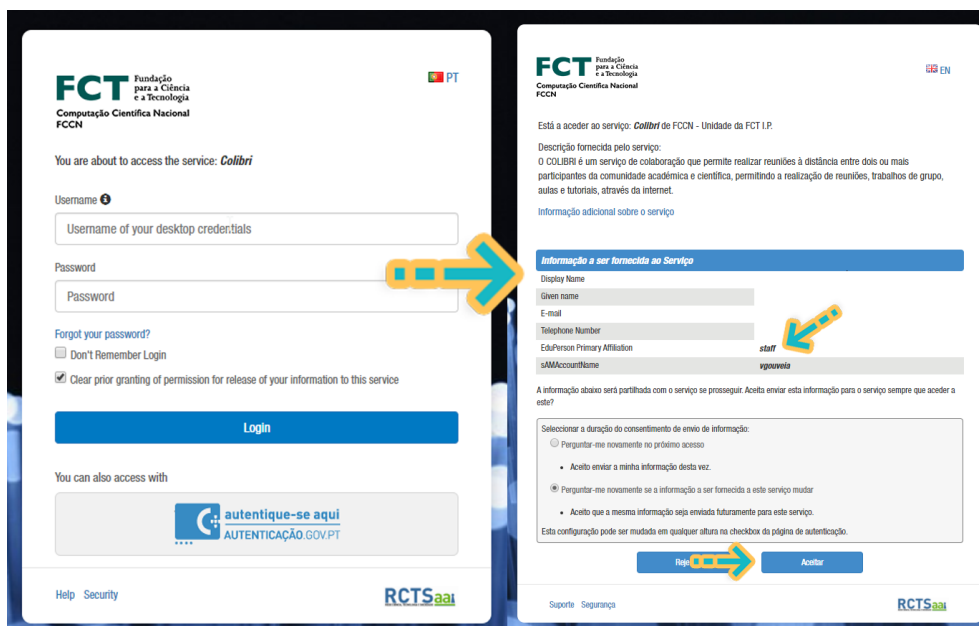 FCT Fundação
para a Ciência
e a Tecnologia
Computação Científica Nacional
FCCN
PT
You are about to access the service: Colibri
Username
Username of your desktop credentials
Password
Password
Forgot your password?
Don't Remember Login
Clear prior granting of permission for release of your information to this service
Login
You can also access with
autentique-se aqui
AUTENTICAÇÃO.GOV.PT
Help Security
RCTSaai
FCT Fundação
para a Ciência
e a Tecnologia
Computação Científica Nacional
FCCN
EN
Está a aceder ao serviço: Colibri de FCCN - Unidade da FCT I.P.
Descrição fornecida pelo serviço:
O COLIBRI é um serviço de colaboração que permite realizar reuniões à distância entre dois ou mais
participantes da comunidade académica e científica, permitindo a realização de reuniões, trabalhos de grupo,
aulas e tutoriais, através da internet.
Informação adicional sobre o serviço
Informação a ser fornecida ao Serviço
Display Name
Given name
E-mail
Telephone Number
EduPerson Primary Affiliation staff
sAMAccountName vgouveia
A informação abaixo será partilhada com o serviço se prosseguir. Aceita enviar esta informação para o serviço sempre que aceder a
este?
Seleccionar a duração do consentimento de envio de informação:
Perguntar-me novamente no próximo acesso
Aceito enviar a minha informação desta vez.
Perguntar-me novamente se a informação a ser fornecida a este serviço mudar
Aceito que a mesma informação seja enviada futuramente para este serviço.
Esta configuração pode ser mudada em qualquer altura na checkbox da página de autenticação.
Aceitar
Suporte Segurança
RCTSaai